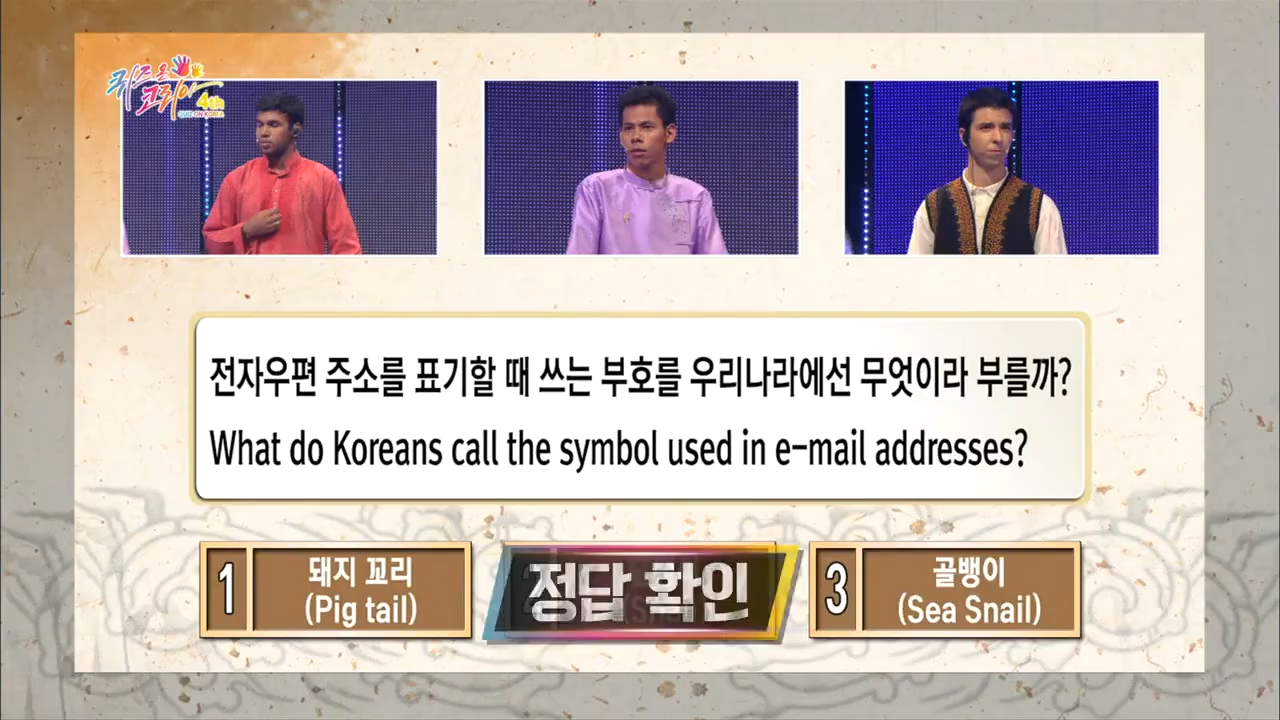 퀴즈 온
코리아
4th
QUIZ ON KOREA
전자우편 주소를 표기할 때 쓰는 부호를 우리나라에선 무엇이라 부를까?
What do Koreans call the symbol used in e-mail addresses?
1
돼지 꼬리
(Pig tail)
정답 확인
3
골뱅이
(Sea Snail)